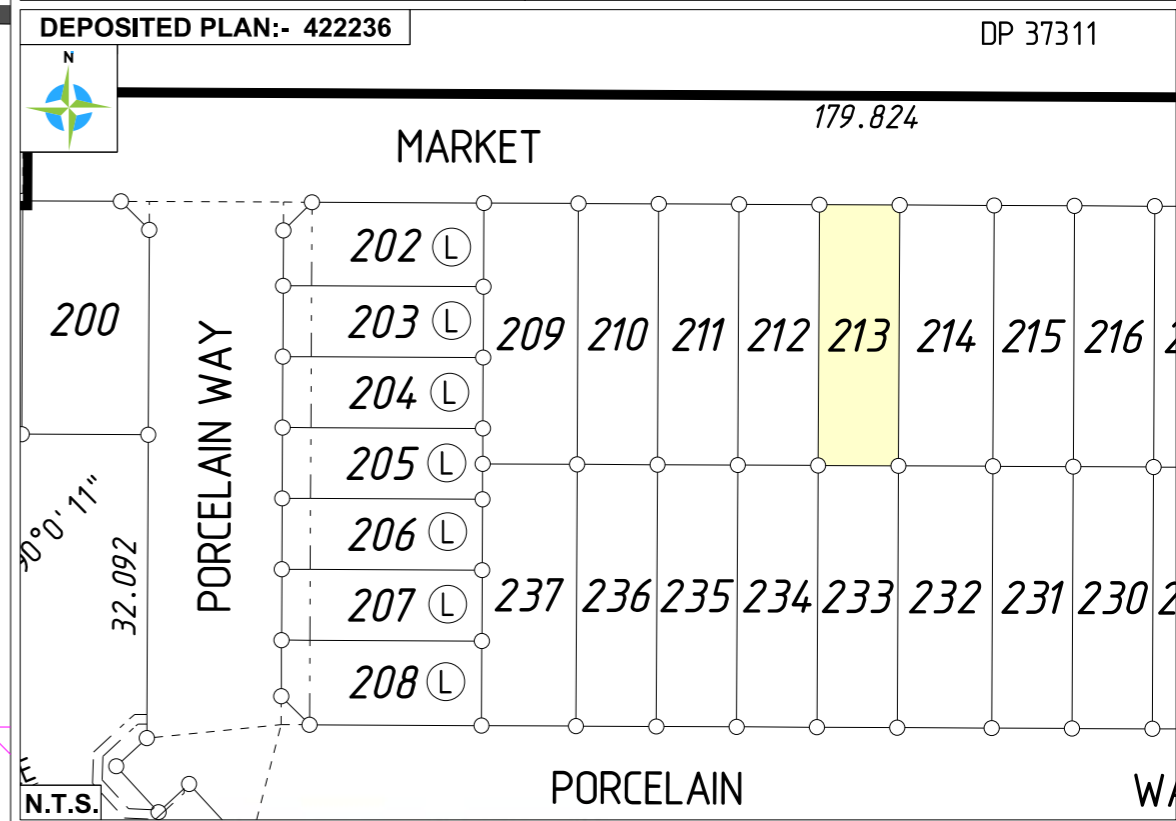 DEPOSITED PLAN:- 422236
DP 37311
N
179.824
MARKET
200
PORCELAIN WAY
202 L
203 L
204 L
205 L
206 L
207 L
208 L
209
210
211
212
213
214
215
216
32.092
237
236
235
234
233
232
231
230
PORCELAIN
N.T.S.